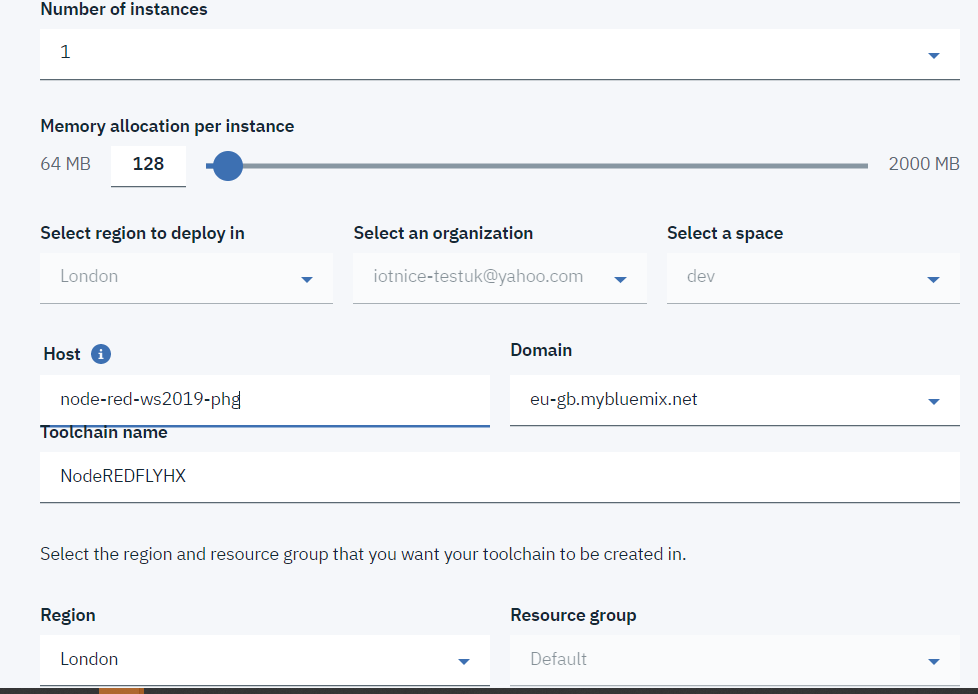 Number of instances
1
Memory allocation per instance
64 MB 128 2000 MB
Select region to deploy in Select an organization Select a space
London iotnice-testuk@yahoo.com dev
Host i Domain
node-red-ws2019-phg eu-gb.mybluemix.net
Toolchain name
NodeREDFLYHX
Select the region and resource group that you want your toolchain to be created in.
Region Resource group
London Default